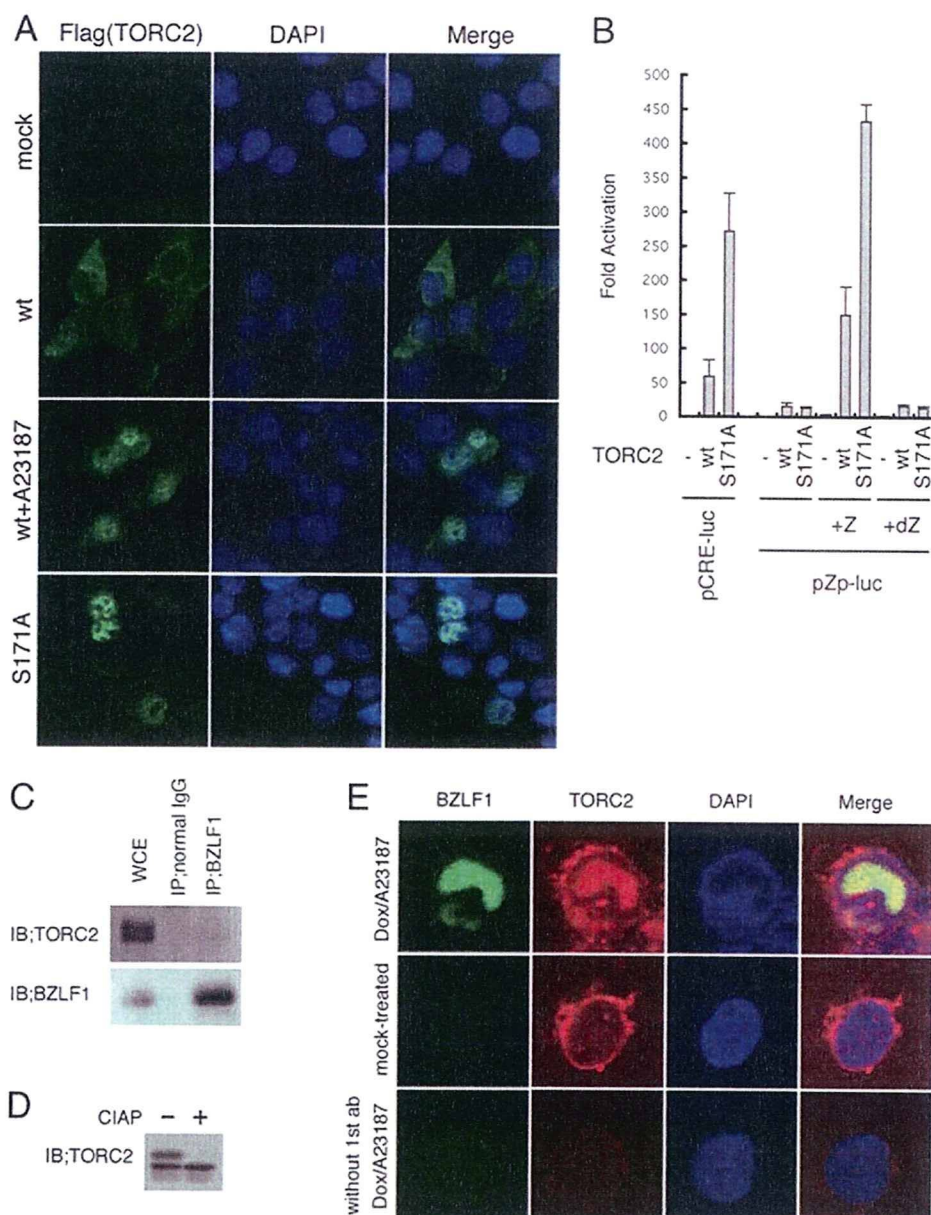 A
Flag(TORC2) DAPI Merge
mock
wt
wt+A23187
S171A
B
Fold Activation
500
450
400
350
300
250
200
150
100
50
0
TORC2 - wt S171A - wt S171A - wt S171A - wt S171A
+Z +dZ
pCRE-luc pZp-luc
C
WCE IP;normal IgG IP;BZLF1
IB;TORC2
IB;BZLF1
D
CIAP − +
IB;TORC2
E
BZLF1 TORC2 DAPI Merge
Dox/A23187
mock-treated
without 1st ab
Dox/A23187